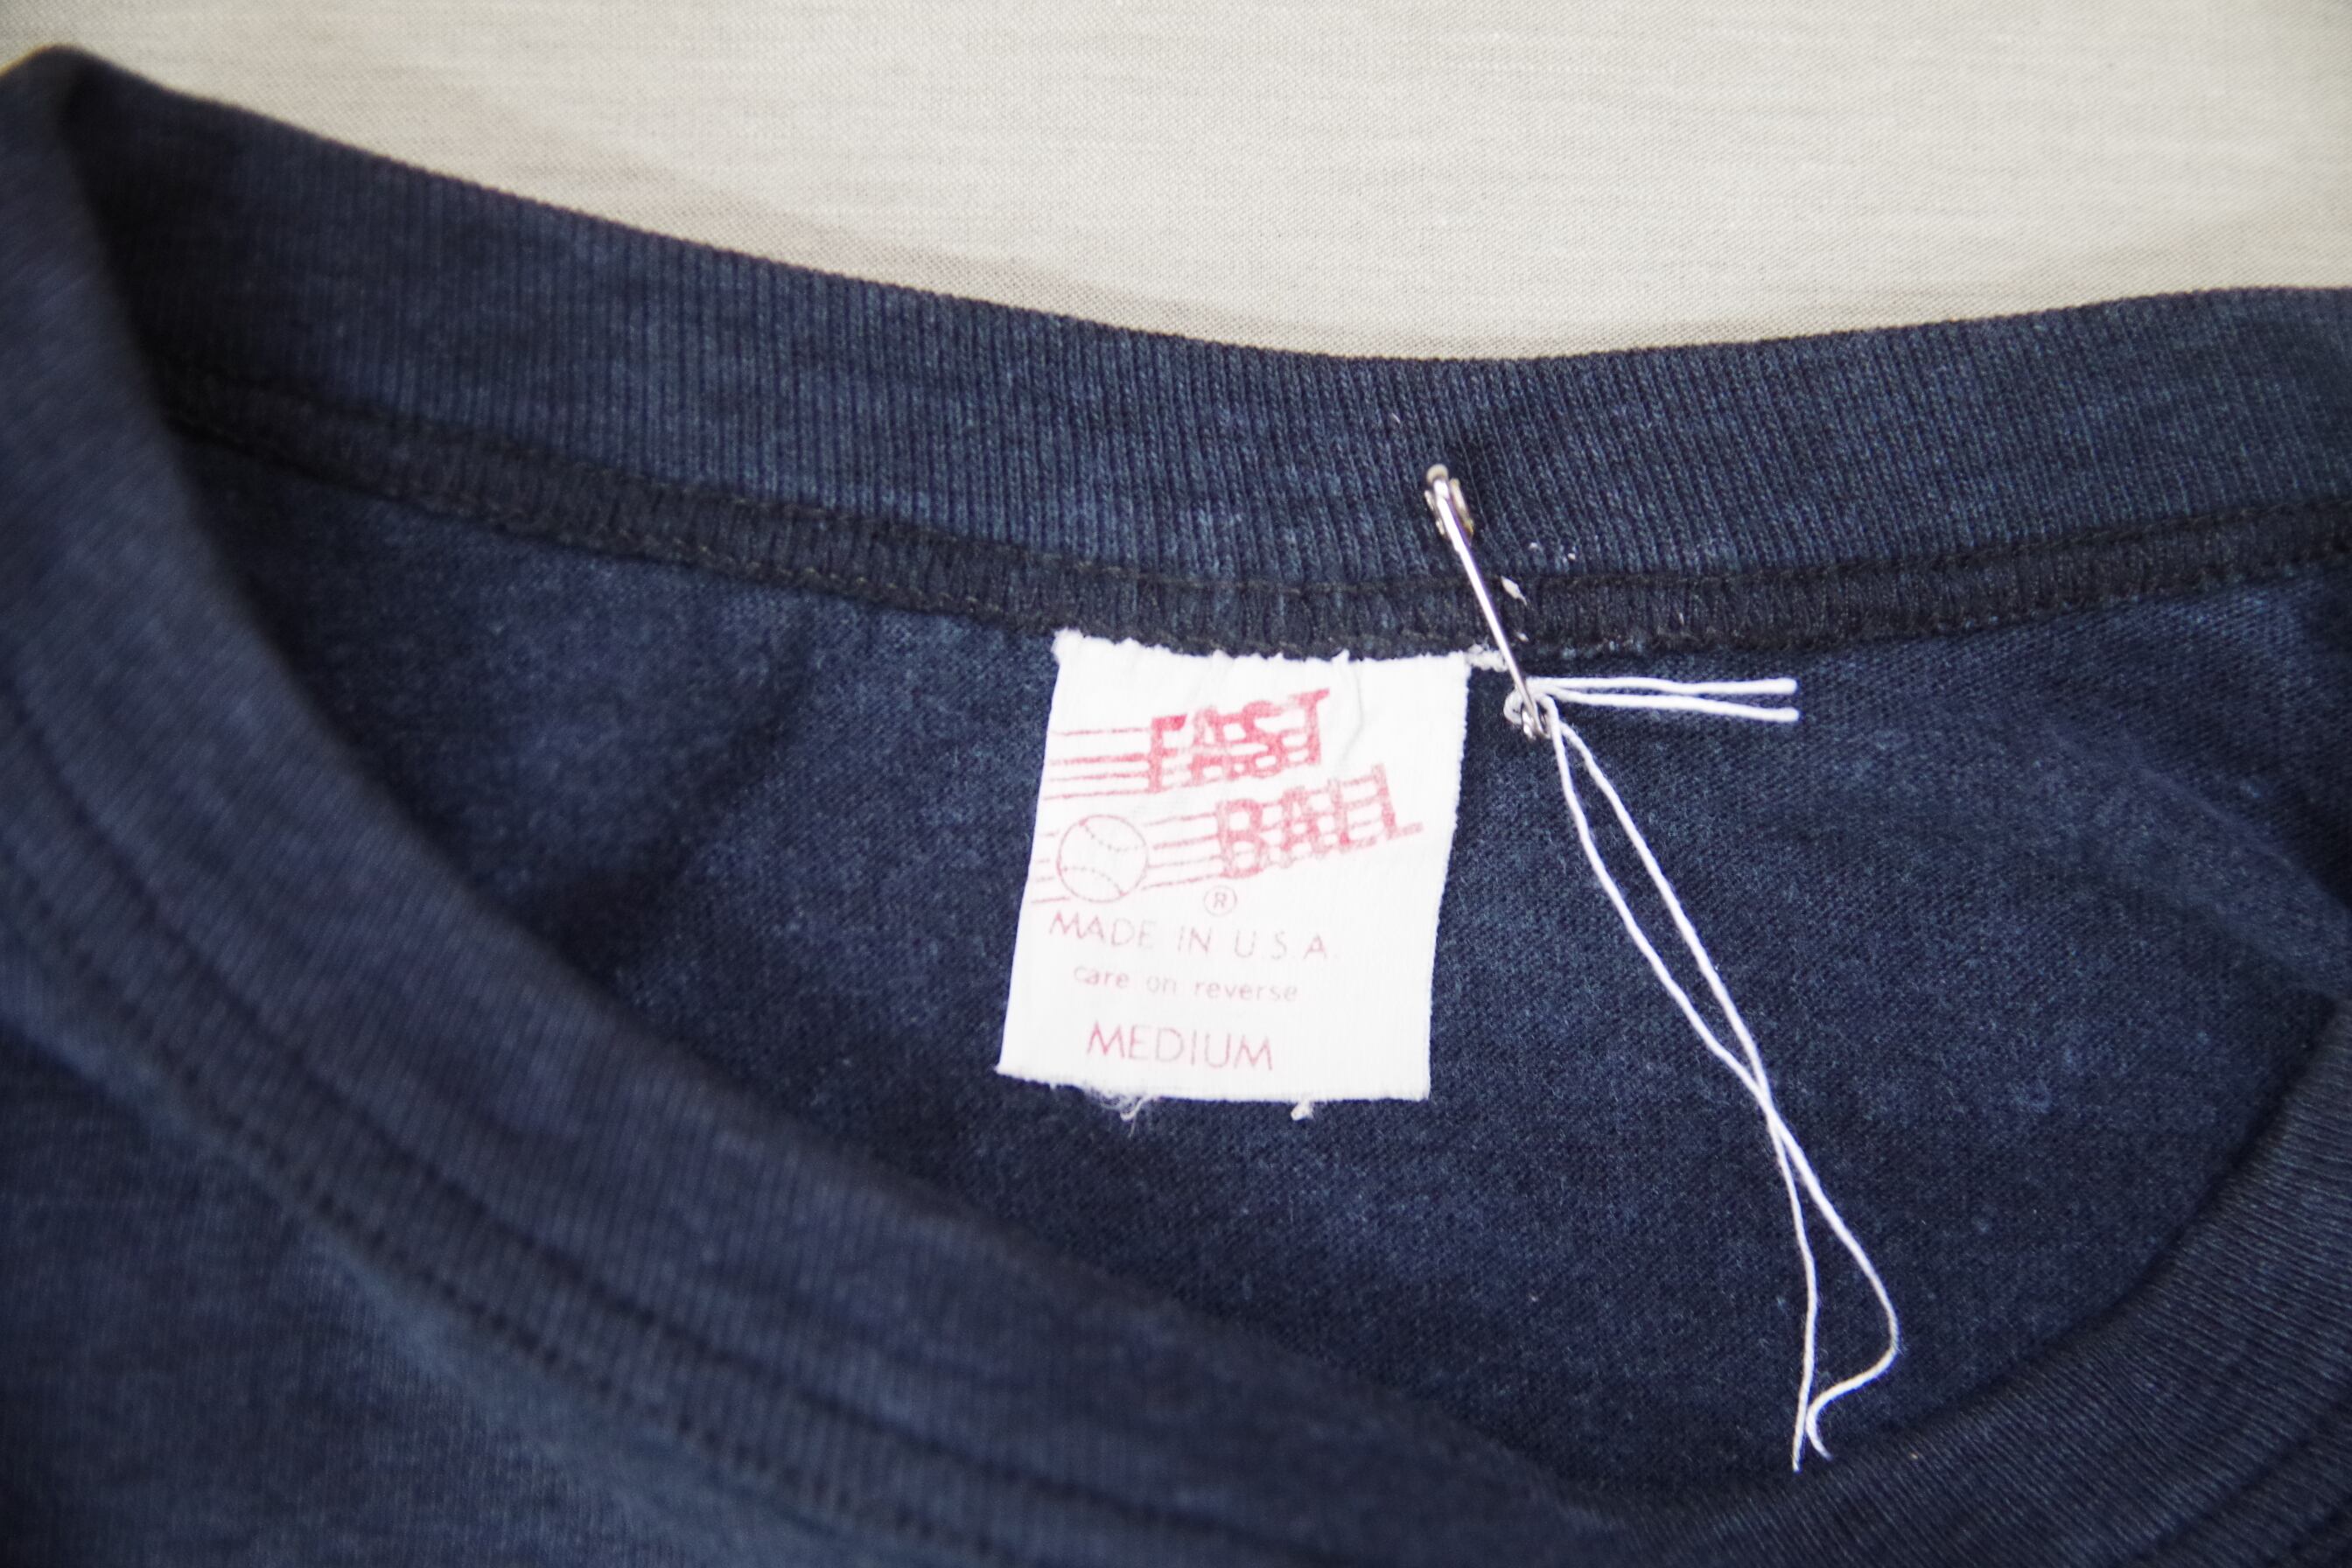 FAST
BALL
®
MADE IN U.S.A.
care on reverse
MEDIUM